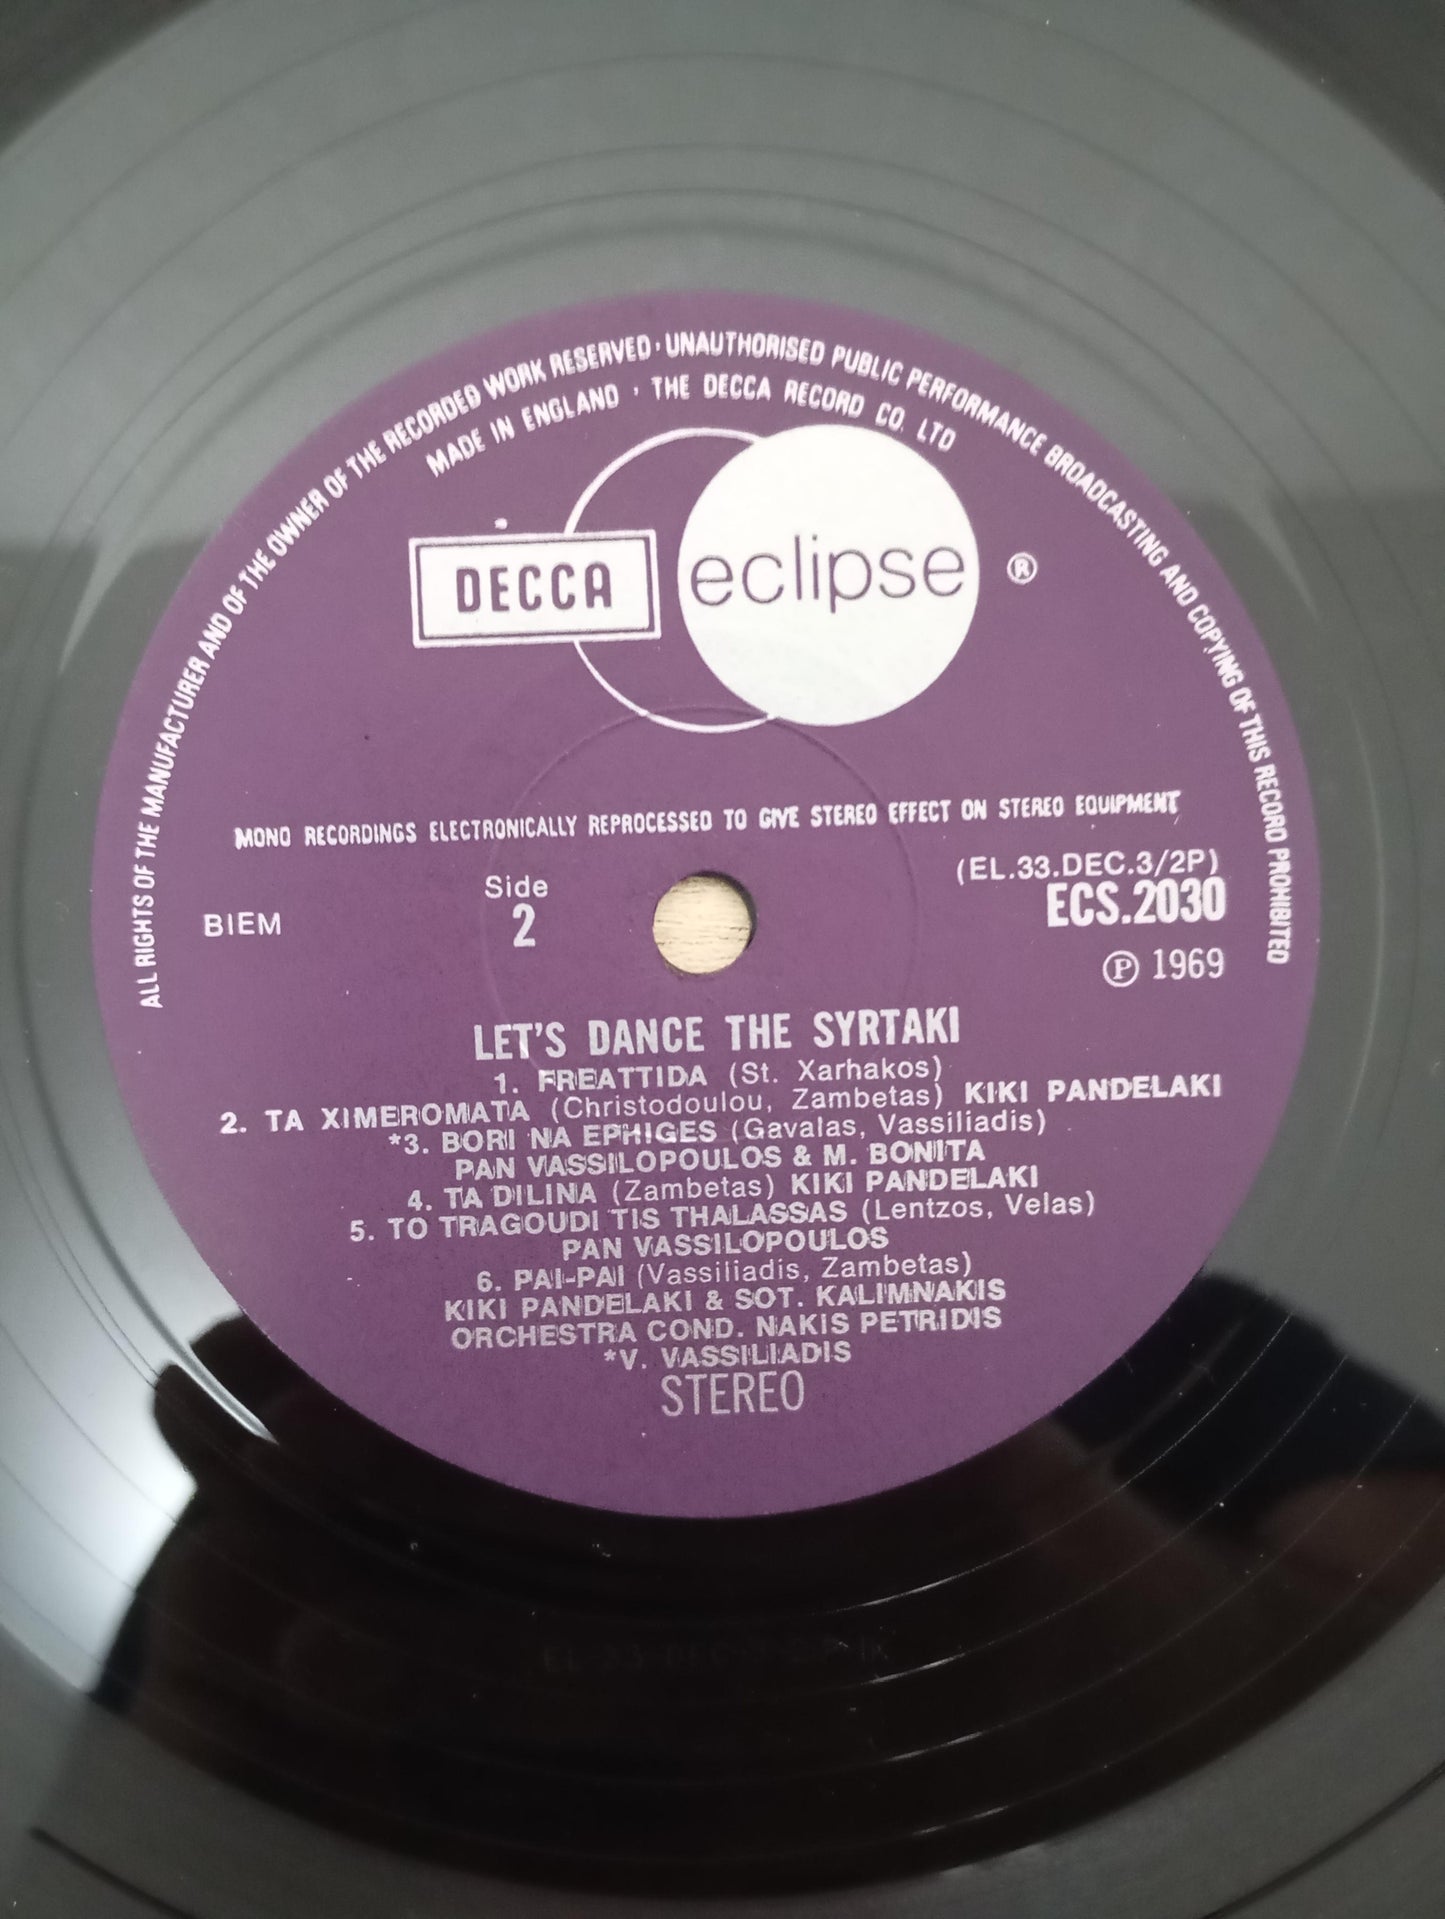 ALL RIGHTS OF THE MANUFACTURER AND OF THE OWNER OF THE RECORDED WORK RESERVED · UNAUTHORISED PUBLIC PERFORMANCE BROADCASTING AND COPYING OF THIS RECORD PROHIBITED
MADE IN ENGLAND · THE DECCA RECORD CO. LTD
DECCA eclipse ®
MONO RECORDINGS ELECTRONICALLY REPROCESSED TO GIVE STEREO EFFECT ON STEREO EQUIPMENT
(EL.33.DEC.3/2P)
Side
BIEM 2 ECS.2030
℗ 1969
LET'S DANCE THE SYRTAKI
1. FREATTIDA (St. Xarhakos)
2. TA XIMEROMATA (Christodoulou, Zambetas) KIKI PANDELAKI
*3. BORI NA EPHIGES (Gavalas, Vassiliadis)
PAN VASSILOPOULOS & M. BONITA
4. TA DILINA (Zambetas) KIKI PANDELAKI
5. TO TRAGOUDI TIS THALASSAS (Lentzos, Velas)
PAN VASSILOPOULOS
6. PAI-PAI (Vassiliadis, Zambetas)
KIKI PANDELAKI & SOT. KALIMNAKIS
ORCHESTRA COND. NAKIS PETRIDIS
*V. VASSILIADIS
STEREO